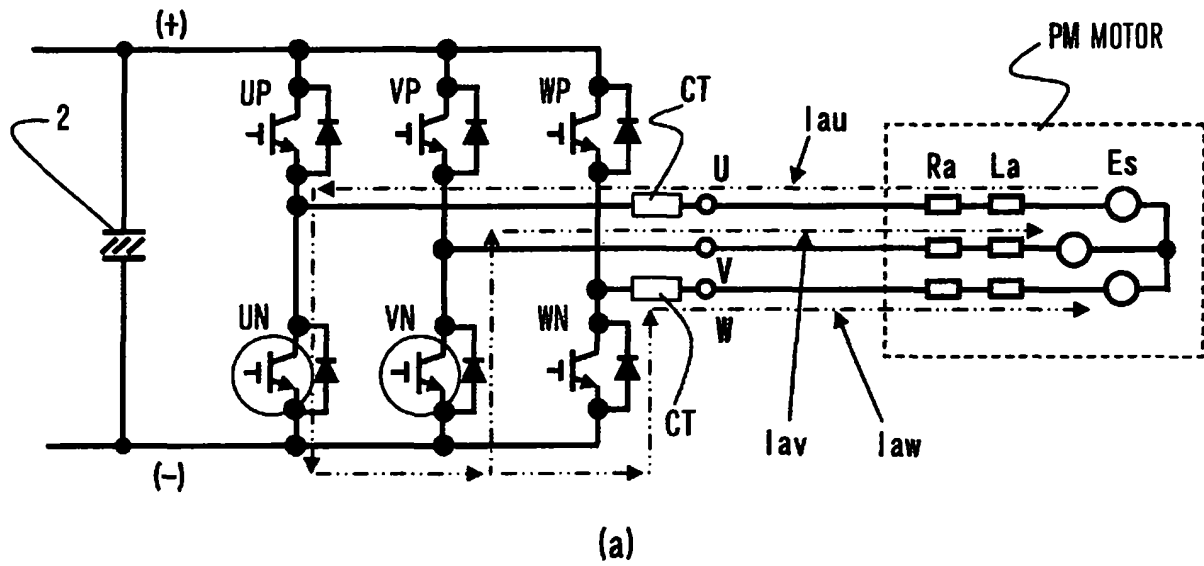 (+)
PM MOTOR
2
UP
VP
WP
CT
Iau
U
Ra
La
Es
V
UN
VN
WN
W
CT
Iav
Iaw
(-)
(a)